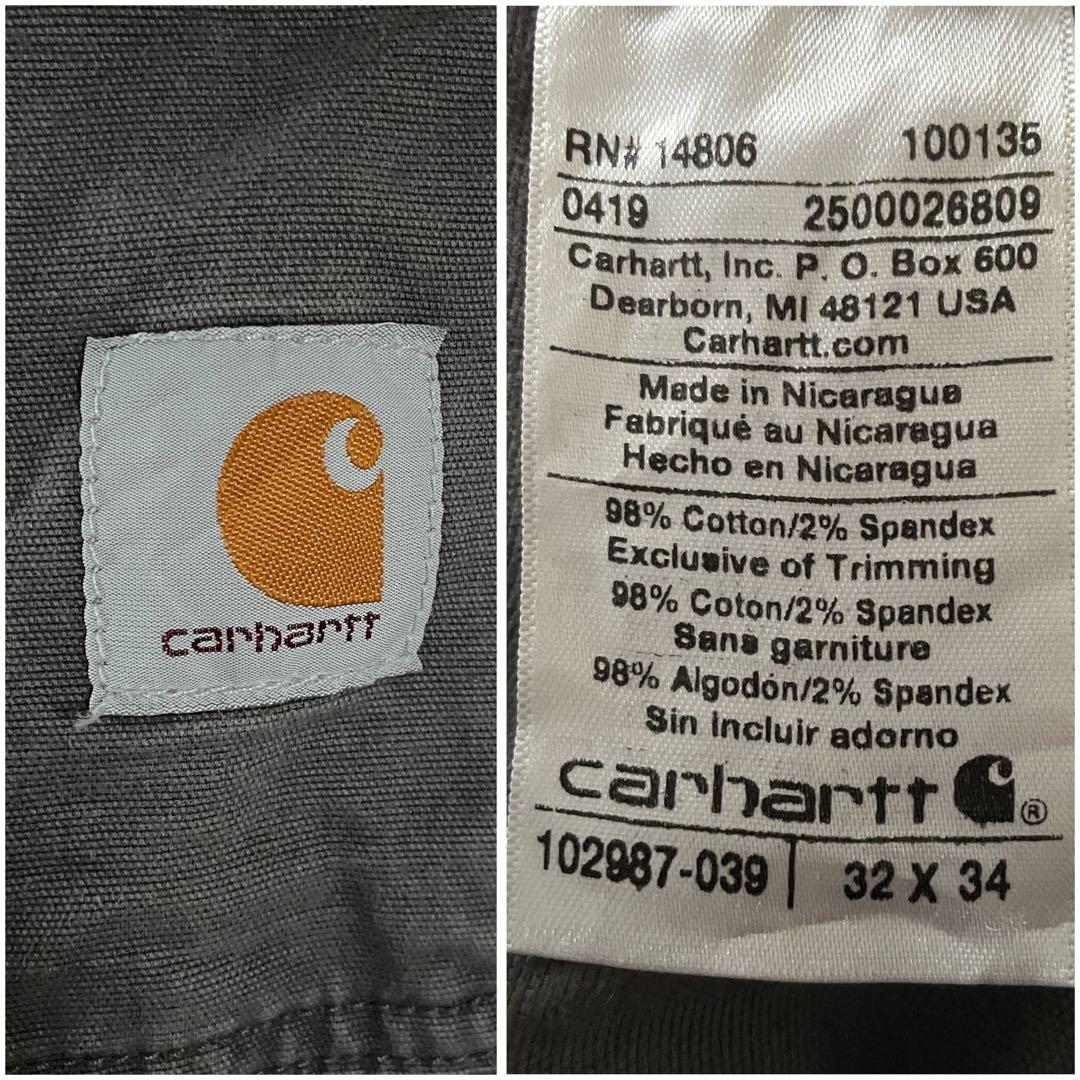 carhartt
RN# 14806 100135
0419 2500026809
Carhartt, Inc. P. O. Box 600
Dearborn, MI 48121 USA
Carhartt.com
Made in Nicaragua
Fabriqué au Nicaragua
Hecho en Nicaragua
98% Cotton/2% Spandex
Exclusive of Trimming
98% Coton/2% Spandex
Sans garniture
98% Algodón/2% Spandex
Sin Incluir adorno
carhartt ®
102987-039 | 32 X 34